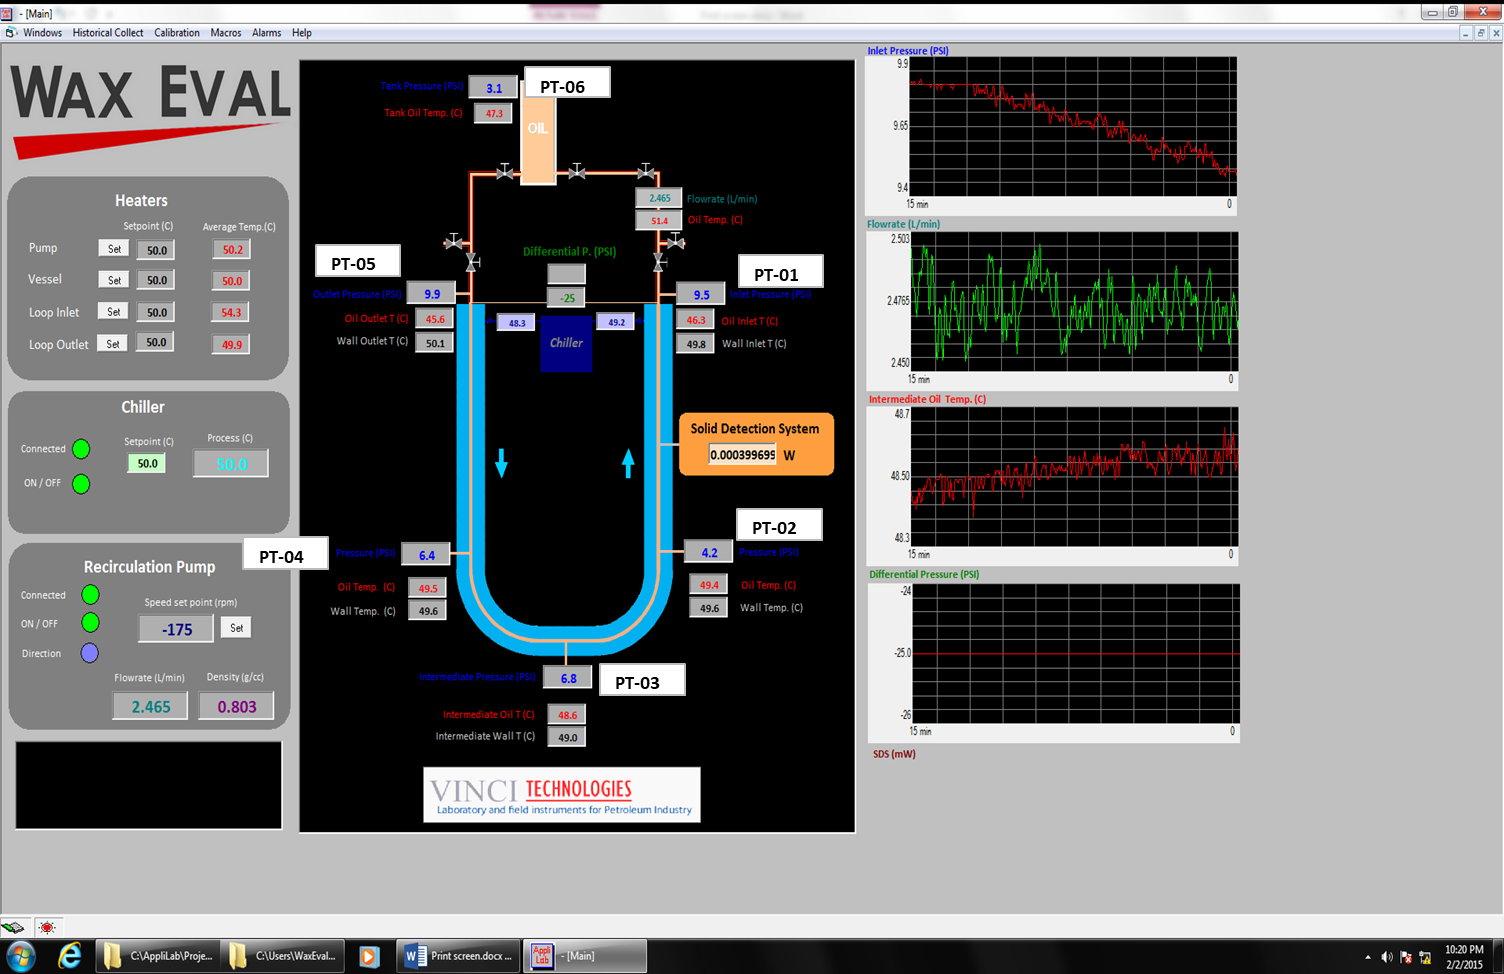 - [Main]
Windows Historical Collect Calibration Macros Alarms Help
WAX EVAL
Heaters
Setpoint (C) Average Temp.(C)
Pump Set 50.0 50.2
Vessel Set 50.0 50.0
Loop Inlet Set 50.0 54.3
Loop Outlet Set 50.0 49.9
Chiller
Connected Setpoint (C) Process (C)
50.0 50.0
ON / OFF
Recirculation Pump
Connected
Speed set point (rpm)
ON / OFF
-175 Set
Direction
Flowrate (L/min) Density (g/cc)
2.465 0.803
Tank Pressure (PSI) 3.1 PT-06
Tank Oil Temp. (C) 47.3
OIL
2.465 Flowrate (L/min)
51.4 Oil Temp. (C)
Differential P. (PSI)
-25
PT-05
Outlet Pressure (PSI) 9.9
Oil Outlet T (C) 45.6
Wall Outlet T (C) 50.1
48.3 49.2
Chiller
PT-01
9.5 Inlet Pressure (PSI)
46.3 Oil Inlet T (C)
49.8 Wall Inlet T (C)
Solid Detection System
0.000399699 W
PT-04
Pressure (PSI) 6.4
Oil Temp. (C) 49.5
Wall Temp. (C) 49.6
PT-02
4.2 Pressure (PSI)
49.4 Oil Temp. (C)
49.6 Wall Temp. (C)
Intermediate Pressure (PSI) 6.8 PT-03
Intermediate Oil T (C) 48.6
Intermediate Wall T (C) 49.0
VINCI TECHNOLOGIES
Laboratory and field instruments for Petroleum Industry
Inlet Pressure (PSI)
9.9
9.65
9.4
15 min 0
Flowrate (L/min)
2.503
2.4765
2.450
15 min 0
Intermediate Oil Temp. (C)
48.7
48.50
48.3
15 min 0
Differential Pressure (PSI)
-24
-25.0
-26
15 min 0
SDS (mW)
C:\AppliLab\Proje... C:\Users\WaxEval... Print screen.docx ... Appli Lab - [Main]
10:20 PM
2/2/2015